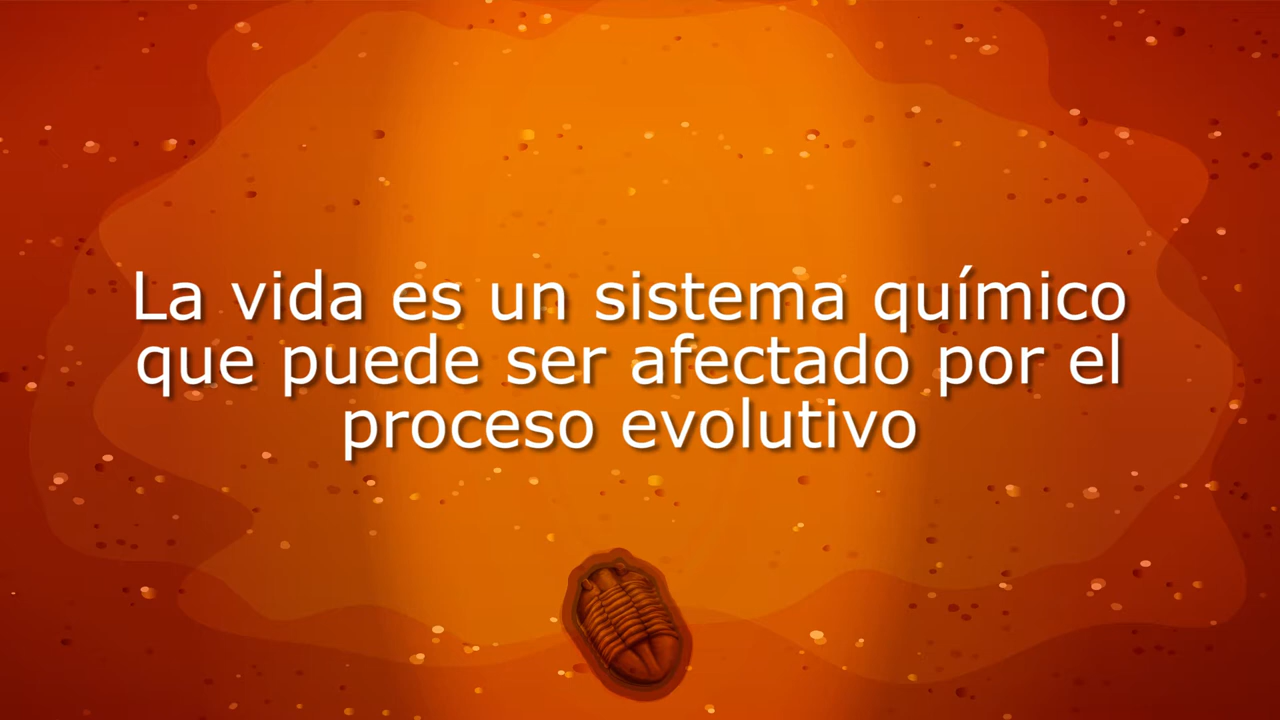 La vida es un sistema químico
que puede ser afectado por el
proceso evolutivo